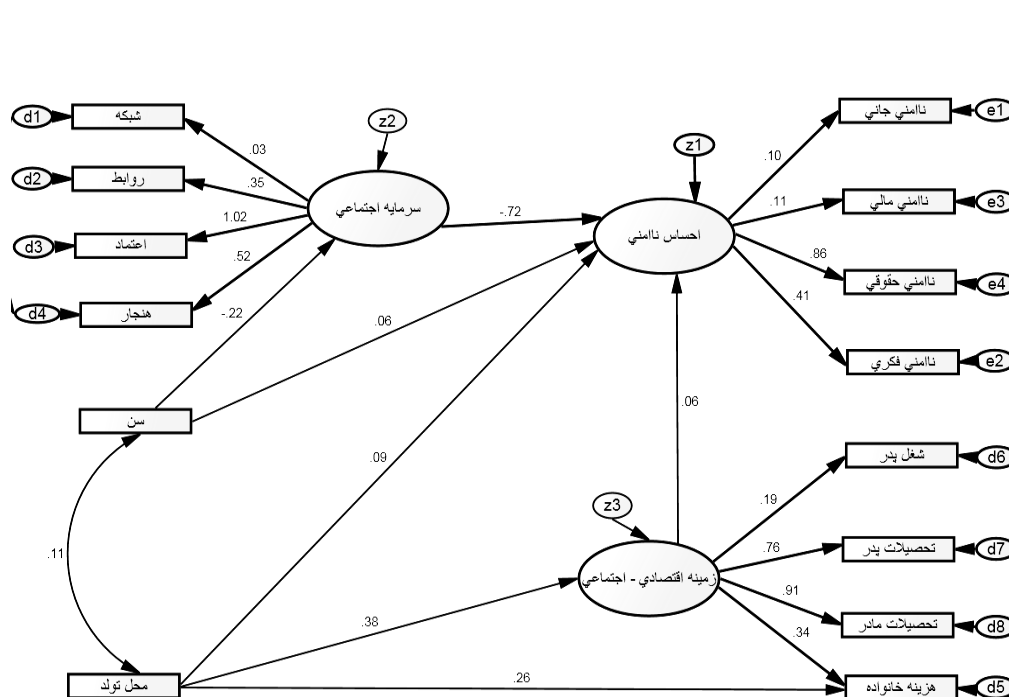 d1
شبكه
d2
روابط
d3
اعتماد
d4
هنجار
.03
.35
1.02
.52
z2
سرمايه اجتماعي
-.72
z1
احساس ناامني
.10
.11
.86
.41
ناامني جاني
e1
ناامني مالي
e3
ناامني حقوقي
e4
ناامني فكري
e2
-.22
.06
سن
.09
.06
.11
z3
زمينه اقتصادي - اجتماعي
.19
.76
.91
.34
شغل پدر
d6
تحصيلات پدر
d7
تحصيلات مادر
d8
هزينه خانواده
d5
.38
.26
محل تولد